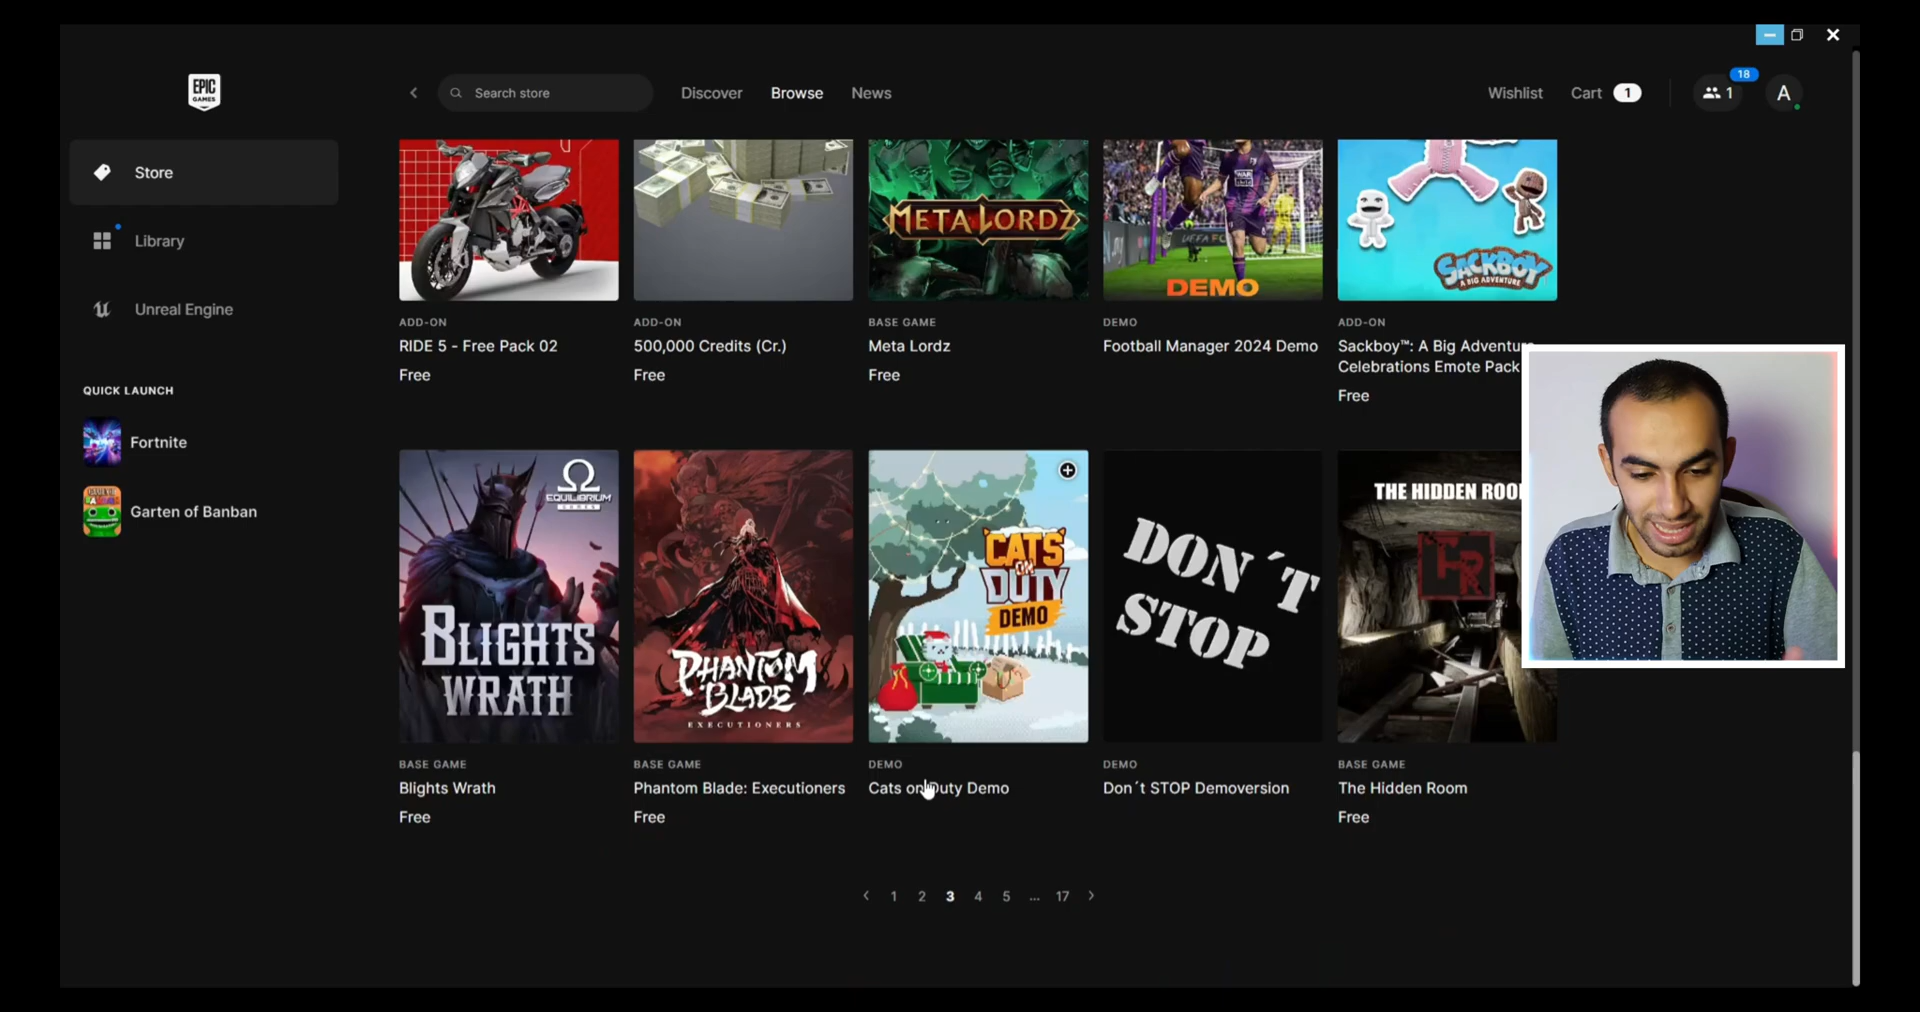 EPIC
GAMES
Search store
Discover
Browse
News
Wishlist
Cart 1
18
1
A
Store
Library
Unreal Engine
QUICK LAUNCH
Fortnite
Garten of Banban
META LORDZ
DEMO
SACKBOY
A BIG ADVENTURE
ADD-ON
RIDE 5 - Free Pack 02
Free
ADD-ON
500,000 Credits (Cr.)
Free
BASE GAME
Meta Lordz
Free
DEMO
Football Manager 2024 Demo
ADD-ON
Sackboy™: A Big Adventure
Celebrations Emote Pack
Free
EQUILIBRIUM
GAMES
BLIGHTS
WRATH
PHANTOM
BLADE
EXECUTIONERS
CATS
ON
DUTY
DEMO
DON´T
STOP
THE HIDDEN ROO
HR
BASE GAME
Blights Wrath
Free
BASE GAME
Phantom Blade: Executioners
Free
DEMO
Cats on Duty Demo
DEMO
Don´t STOP Demoversion
BASE GAME
The Hidden Room
Free
< 1 2 3 4 5 ... 17 >